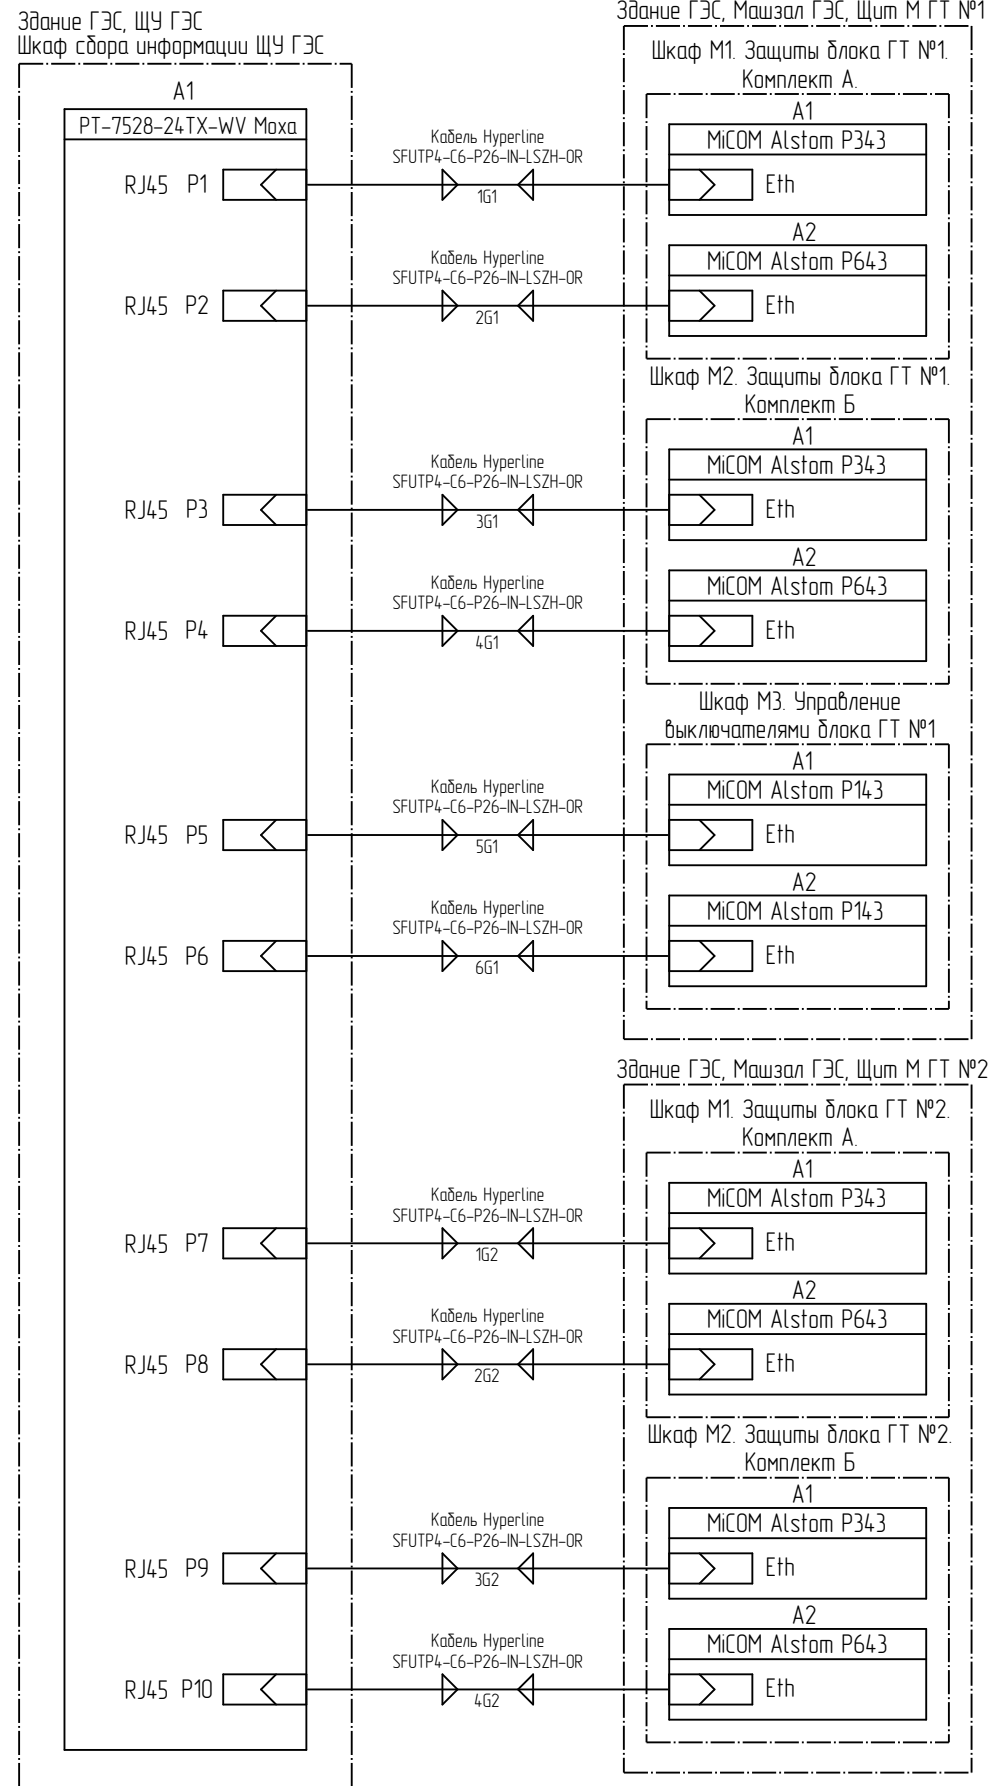 Здание ГЭС, ЩУ ГЭС
Шкаф сбора информации ЩУ ГЭС
A1
PT-7528-24TX-WV Moxa
RJ45 P1
RJ45 P2
RJ45 P3
RJ45 P4
RJ45 P5
RJ45 P6
RJ45 P7
RJ45 P8
RJ45 P9
RJ45 P10
Кабель Hyperline
SFUTP4-C6-P26-IN-LSZH-OR
1G1
Кабель Hyperline
SFUTP4-C6-P26-IN-LSZH-OR
2G1
Кабель Hyperline
SFUTP4-C6-P26-IN-LSZH-OR
3G1
Кабель Hyperline
SFUTP4-C6-P26-IN-LSZH-OR
4G1
Кабель Hyperline
SFUTP4-C6-P26-IN-LSZH-OR
5G1
Кабель Hyperline
SFUTP4-C6-P26-IN-LSZH-OR
6G1
Кабель Hyperline
SFUTP4-C6-P26-IN-LSZH-OR
1G2
Кабель Hyperline
SFUTP4-C6-P26-IN-LSZH-OR
2G2
Кабель Hyperline
SFUTP4-C6-P26-IN-LSZH-OR
3G2
Кабель Hyperline
SFUTP4-C6-P26-IN-LSZH-OR
4G2
Здание ГЭС, Машзал ГЭС, Щит М ГТ №1
Шкаф М1. Защиты блока ГТ №1.
Комплект А.
A1
MiCOM Alstom P343
Eth
A2
MiCOM Alstom P643
Eth
Шкаф М2. Защиты блока ГТ №1.
Комплект Б
A1
MiCOM Alstom P343
Eth
A2
MiCOM Alstom P643
Eth
Шкаф М3. Управление
выключателями блока ГТ №1
A1
MiCOM Alstom P143
Eth
A2
MiCOM Alstom P143
Eth
Здание ГЭС, Машзал ГЭС, Щит М ГТ №2
Шкаф М1. Защиты блока ГТ №2.
Комплект А.
A1
MiCOM Alstom P343
Eth
A2
MiCOM Alstom P643
Eth
Шкаф М2. Защиты блока ГТ №2.
Комплект Б
A1
MiCOM Alstom P343
Eth
A2
MiCOM Alstom P643
Eth